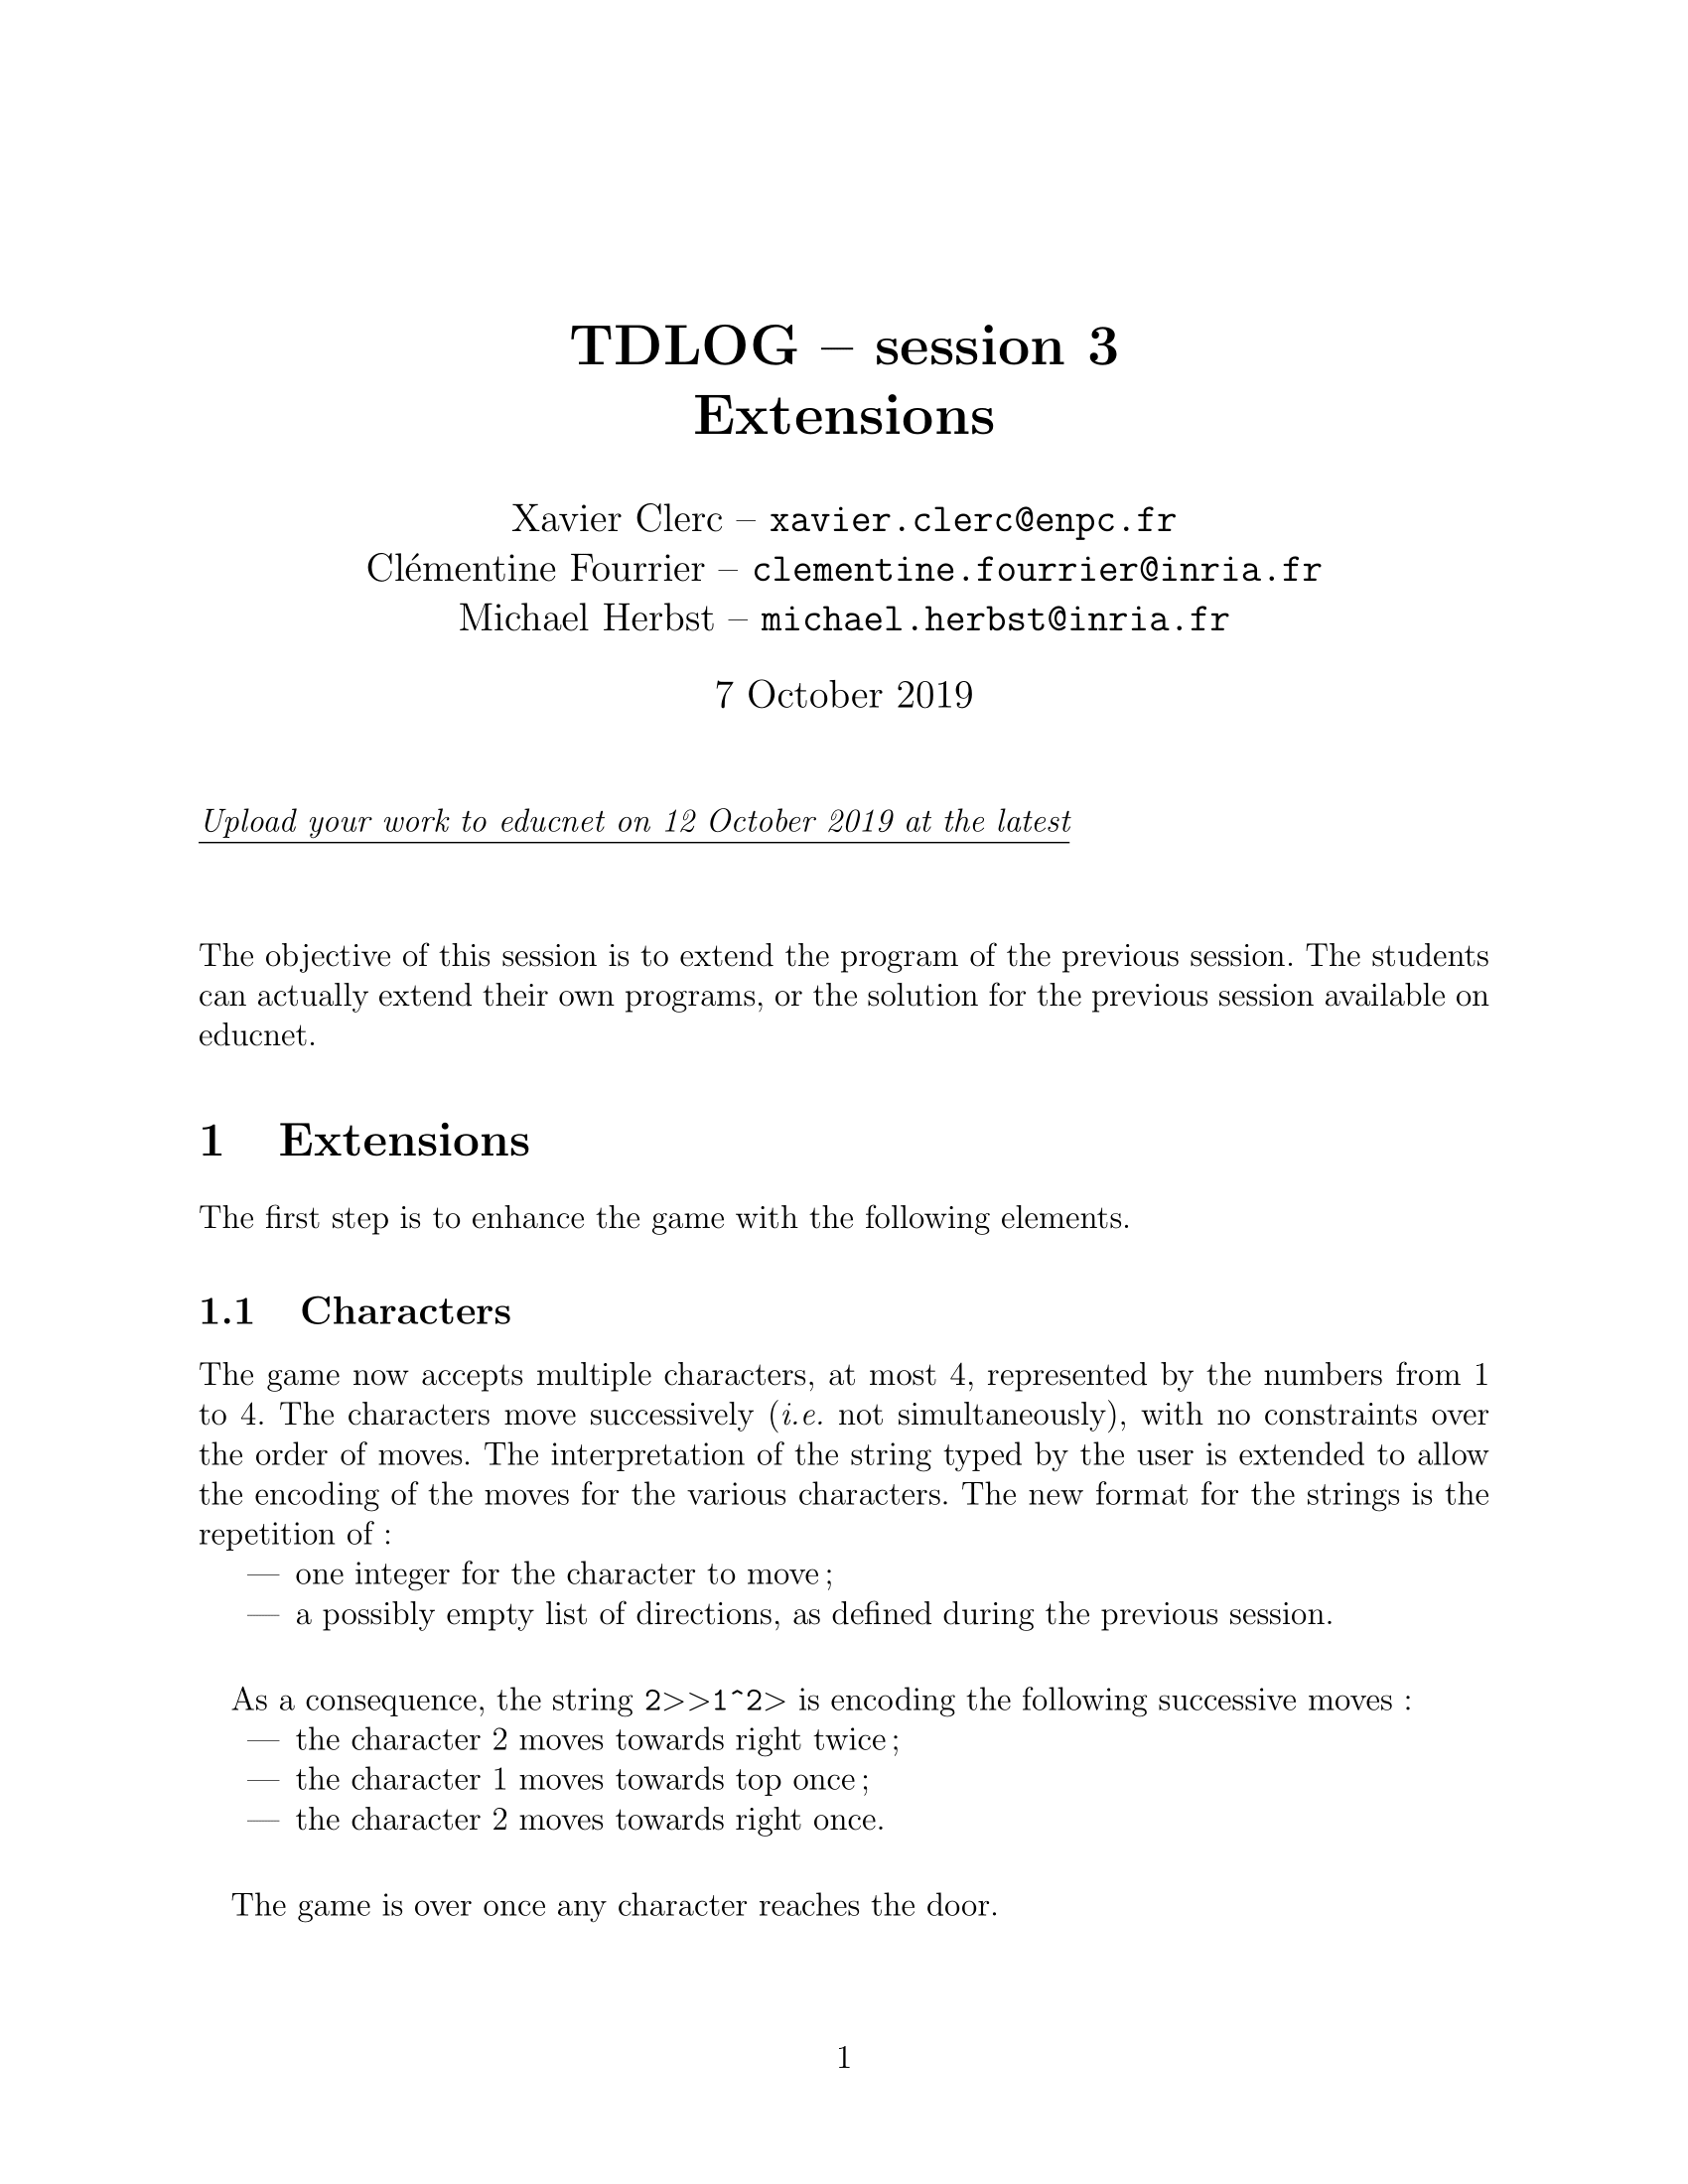 TDLOG – session 3
Extensions
Xavier Clerc – xavier.clerc@enpc.fr
Clémentine Fourrier – clementine.fourrier@inria.fr
Michael Herbst – michael.herbst@inria.fr
7 October 2019
Upload your work to educnet on 12 October 2019 at the latest
The objective of this session is to extend the program of the previous session. The students
can actually extend their own programs, or the solution for the previous session available on
educnet.
1 Extensions
The first step is to enhance the game with the following elements.
1.1 Characters
The game now accepts multiple characters, at most 4, represented by the numbers from 1
to 4. The characters move successively (i.e. not simultaneously), with no constraints over
the order of moves. The interpretation of the string typed by the user is extended to allow
the encoding of the moves for the various characters. The new format for the strings is the
repetition of :
— one integer for the character to move ;
— a possibly empty list of directions, as defined during the previous session.
As a consequence, the string 2>>1^2> is encoding the following successive moves :
— the character 2 moves towards right twice ;
— the character 1 moves towards top once ;
— the character 2 moves towards right once.
The game is over once any character reaches the door.
1